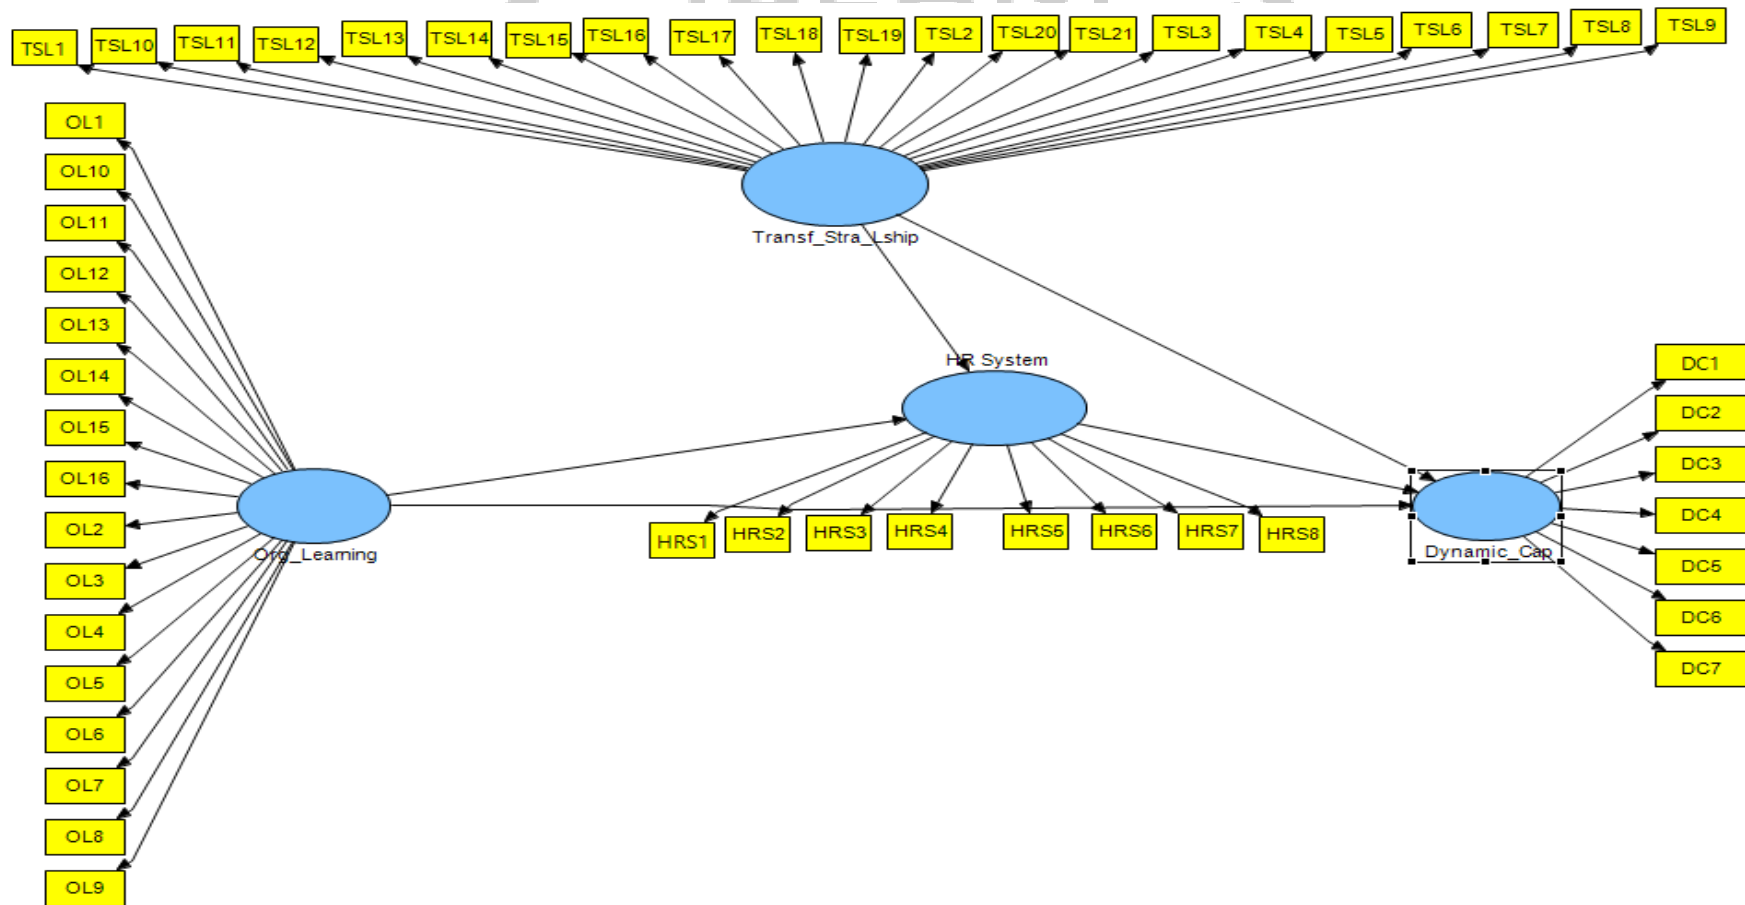 TSL1 TSL10 TSL11 TSL12 TSL13 TSL14 TSL15 TSL16 TSL17 TSL18 TSL19 TSL2 TSL20 TSL21 TSL3 TSL4 TSL5 TSL6 TSL7 TSL8 TSL9
Transf_Stra_Lship
OL1
OL10
OL11
OL12
OL13
OL14
OL15
OL16
OL2
OL3
OL4
OL5
OL6
OL7
OL8
OL9
Org_Learning
HR System
HRS1 HRS2 HRS3 HRS4 HRS5 HRS6 HRS7 HRS8
Dynamic_Cap
DC1
DC2
DC3
DC4
DC5
DC6
DC7